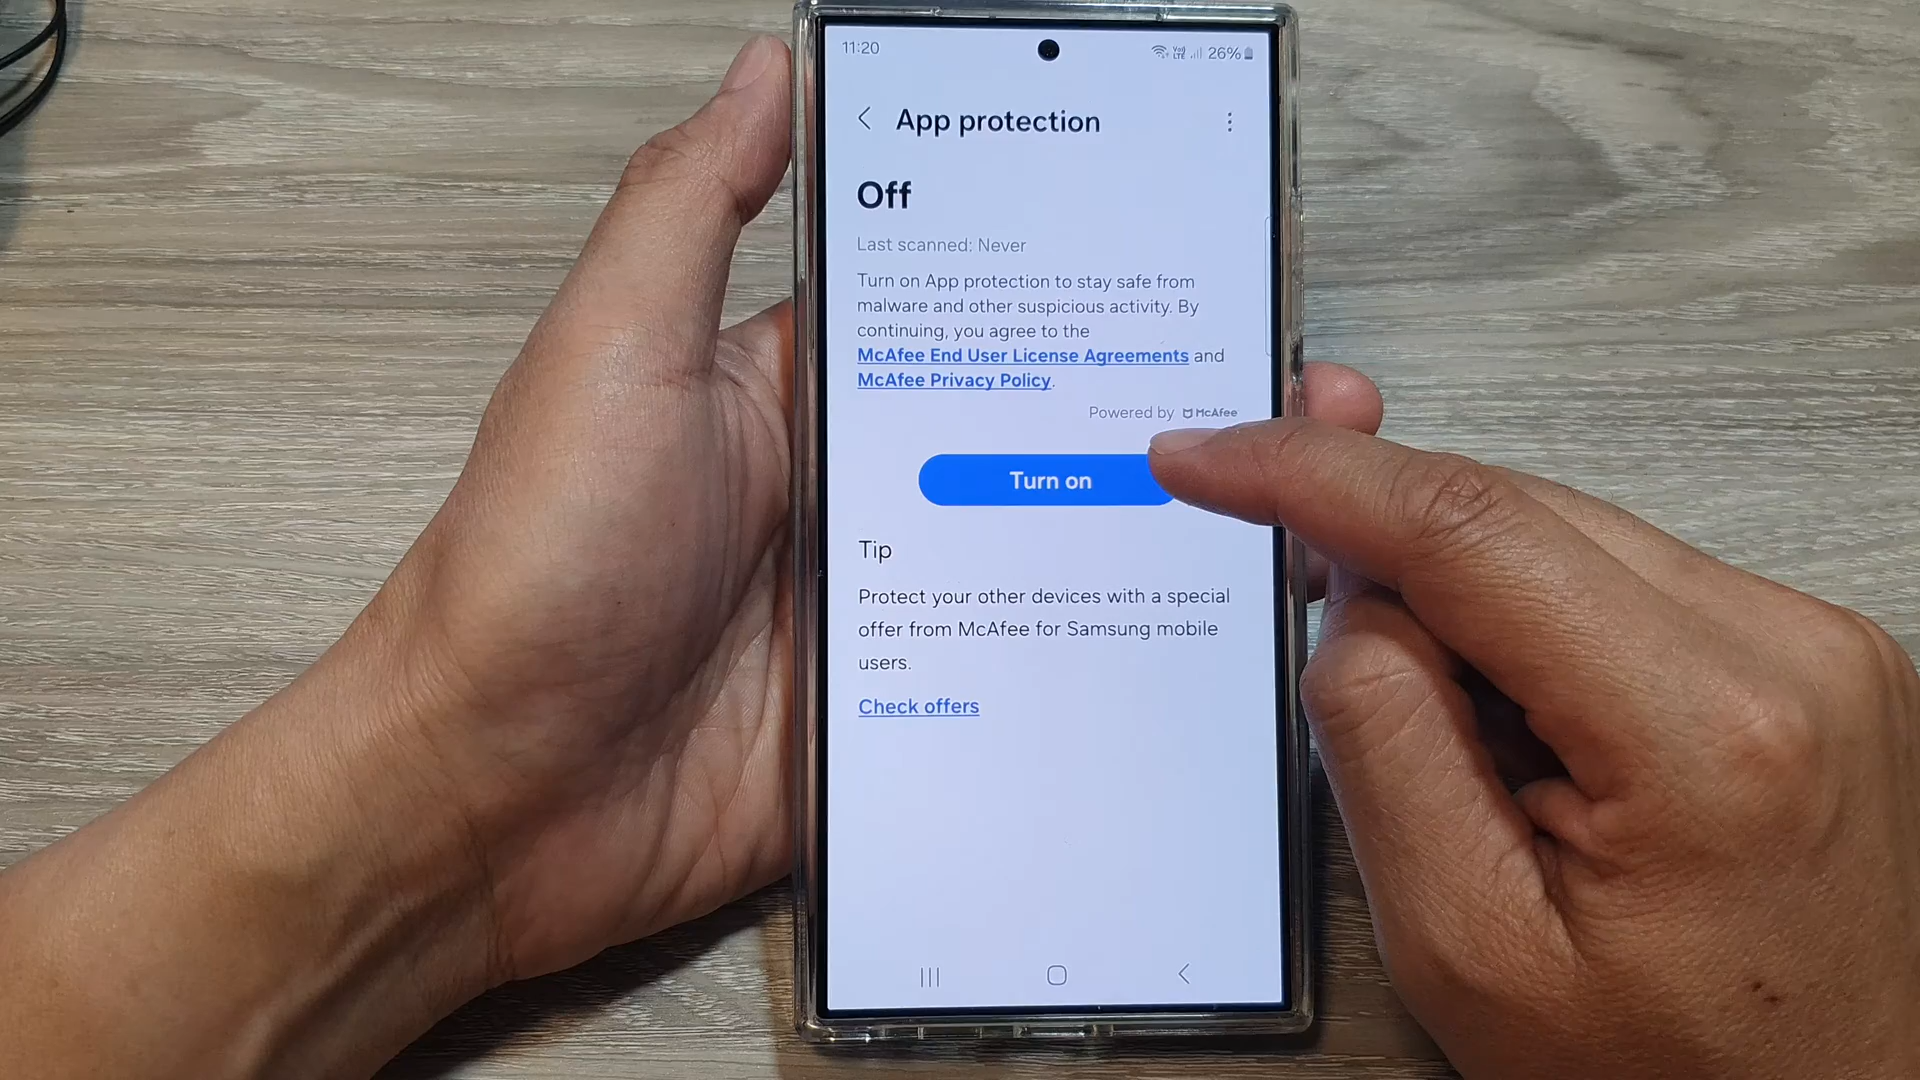 11:20
Vo) LTE 26%
App protection
Off
Last scanned: Never
Turn on App protection to stay safe from
malware and other suspicious activity. By
continuing, you agree to the
McAfee End User License Agreements and
McAfee Privacy Policy.
Powered by McAfee
Turn on
Tip
Protect your other devices with a special
offer from McAfee for Samsung mobile
users.
Check offers